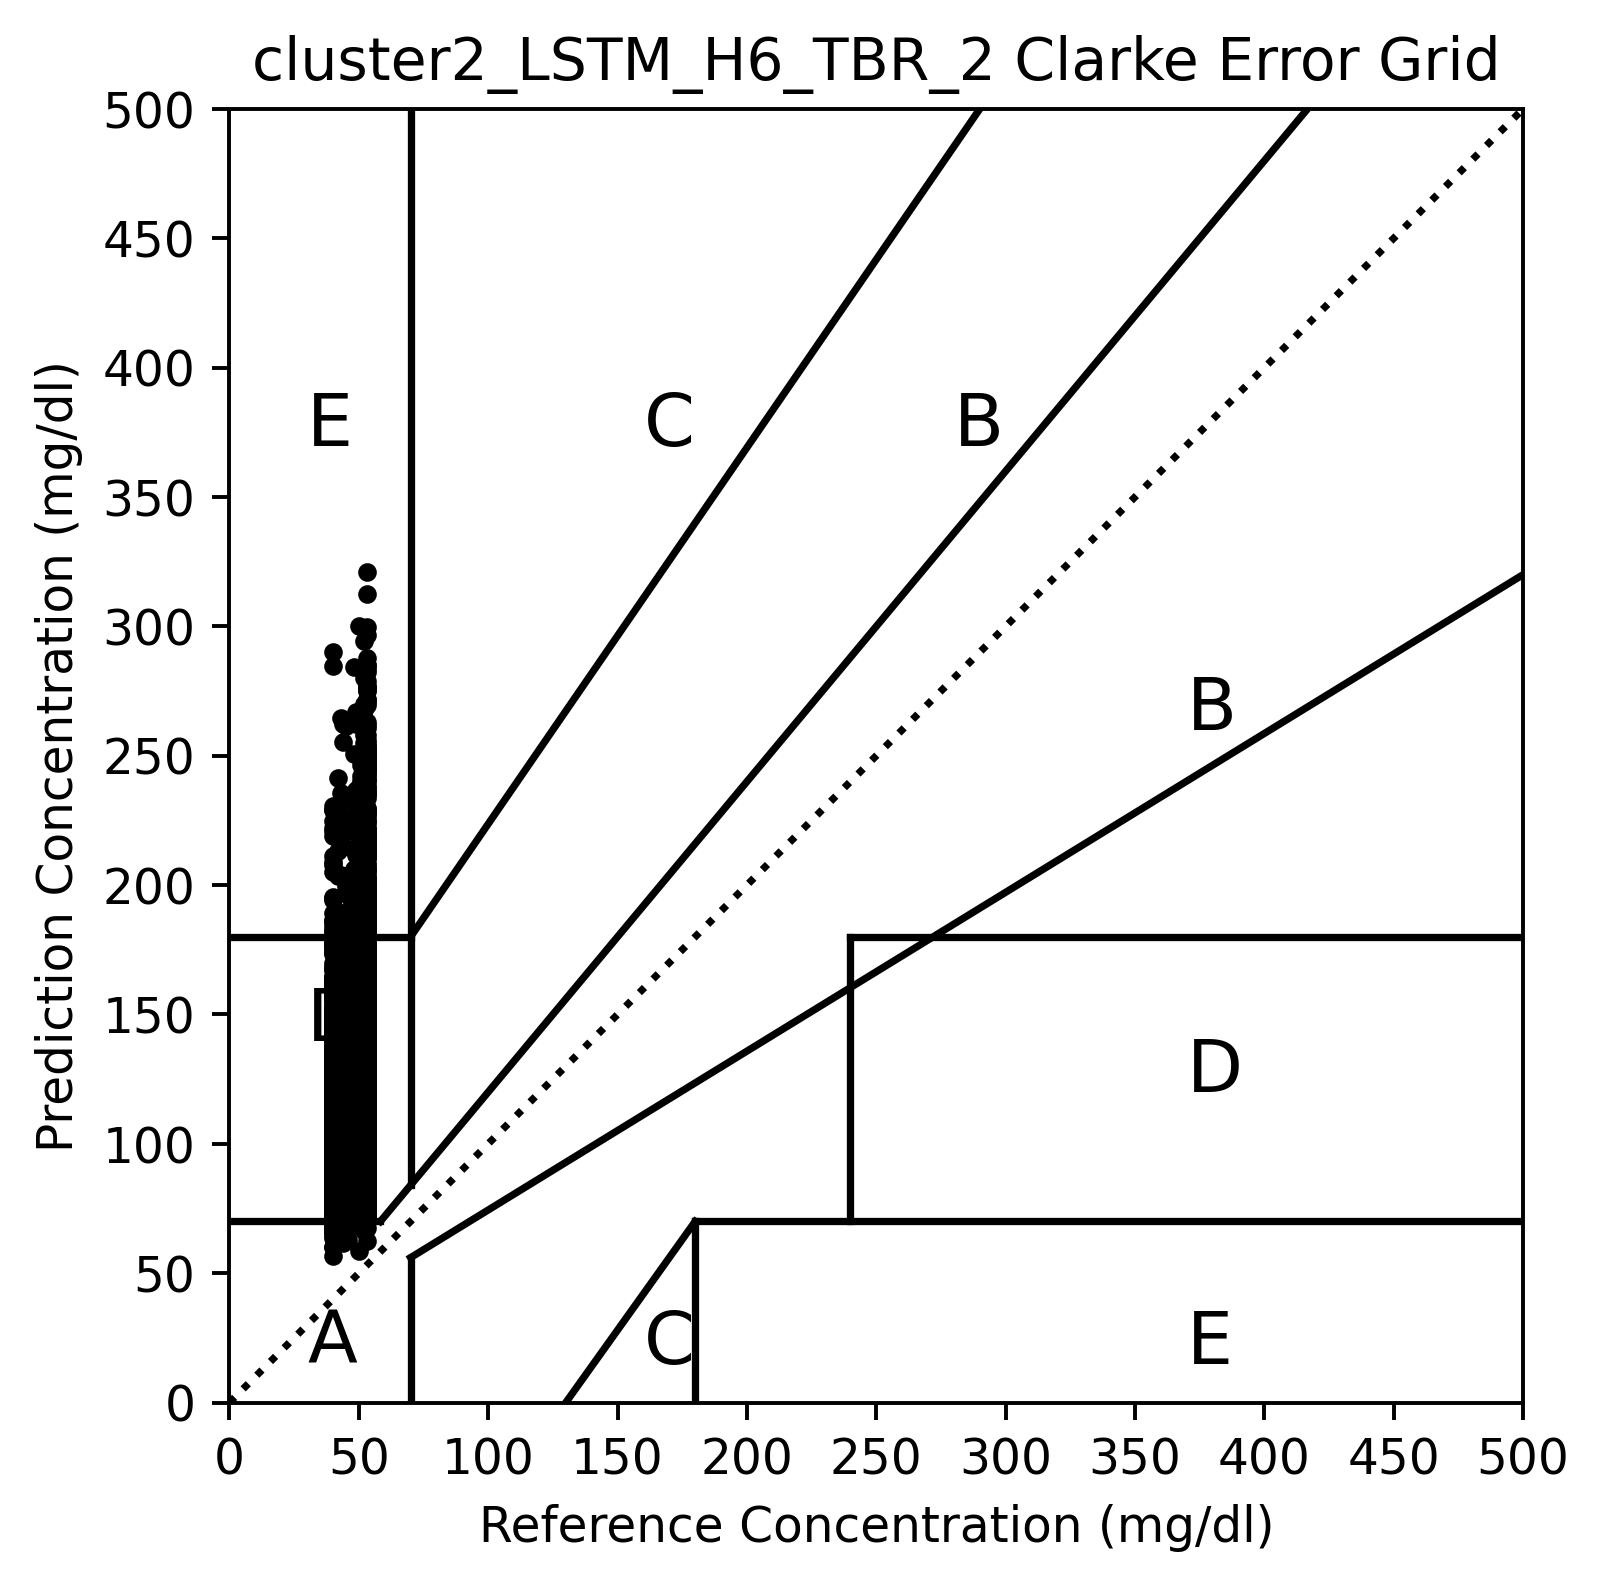 cluster2_LSTM_H6_TBR_2 Clarke Error Grid
500
450
400
350
300
250
200
150
100
50
0
Prediction Concentration (mg/dl)
E
C
B
B
D
A
C
E
0 50 100 150 200 250 300 350 400 450 500
Reference Concentration (mg/dl)